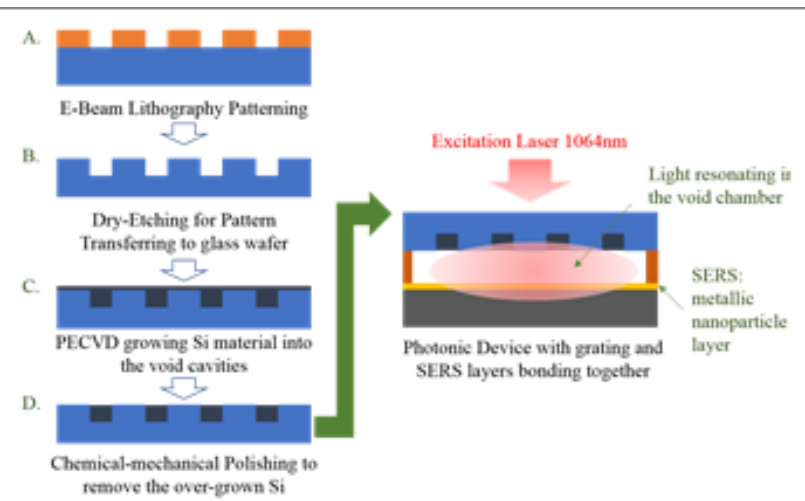 A.
E-Beam Lithography Patterning
B.
Dry-Etching for Pattern
Transferring to glass wafer
C.
PECVD growing Si material into
the void cavities
D.
Chemical-mechanical Polishing to
remove the over-grown Si
Excitation Laser 1064nm
Light resonating in
the void chamber
SERS:
metallic
nanoparticle
layer
Photonic Device with grating and
SERS layers bonding together